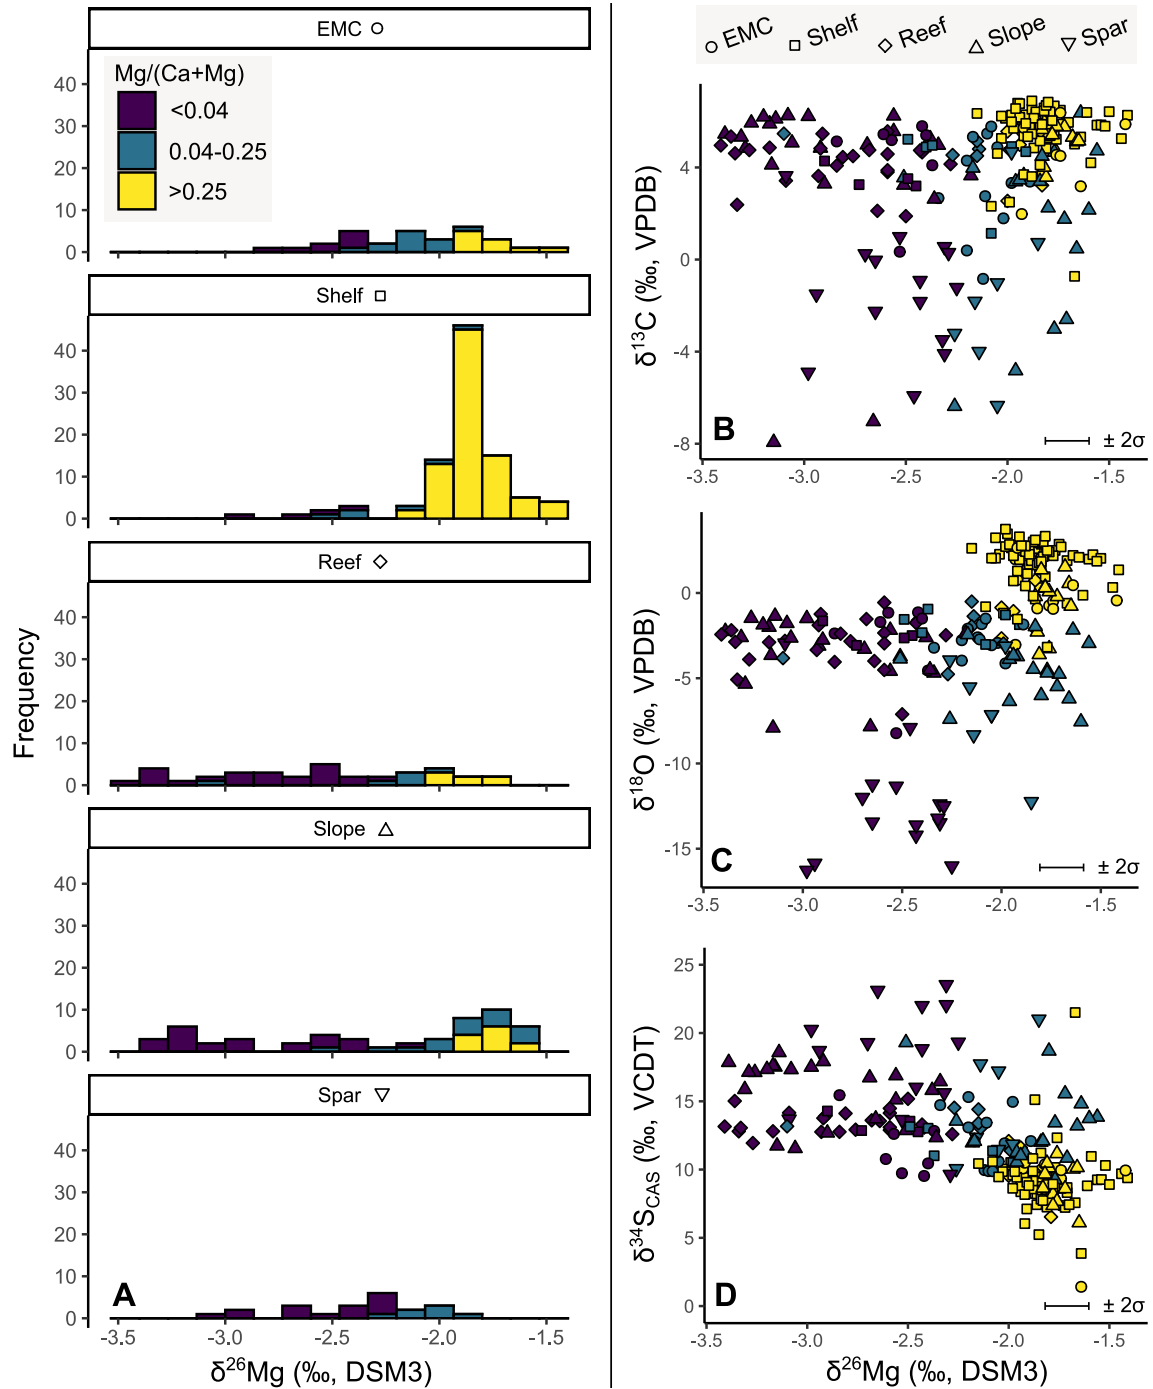 EMC
Mg/(Ca+Mg)
<0.04
0.04-0.25
>0.25
40
30
20
10
0
Shelf
40
30
20
10
0
Reef
40
30
20
10
0
Slope
40
30
20
10
0
Spar
40
30
20
10
0
A
Frequency
-3.5 -3.0 -2.5 -2.0 -1.5
δ²⁶Mg (‰, DSM3)
EMC Shelf Reef Slope Spar
4
0
-4
-8
δ¹³C (‰, VPDB)
B
± 2σ
-3.5 -3.0 -2.5 -2.0 -1.5
0
-5
-10
-15
δ¹⁸O (‰, VPDB)
C
± 2σ
-3.5 -3.0 -2.5 -2.0 -1.5
25
20
15
10
5
0
δ³⁴S_CAS (‰, VCDT)
D
± 2σ
-3.5 -3.0 -2.5 -2.0 -1.5
δ²⁶Mg (‰, DSM3)